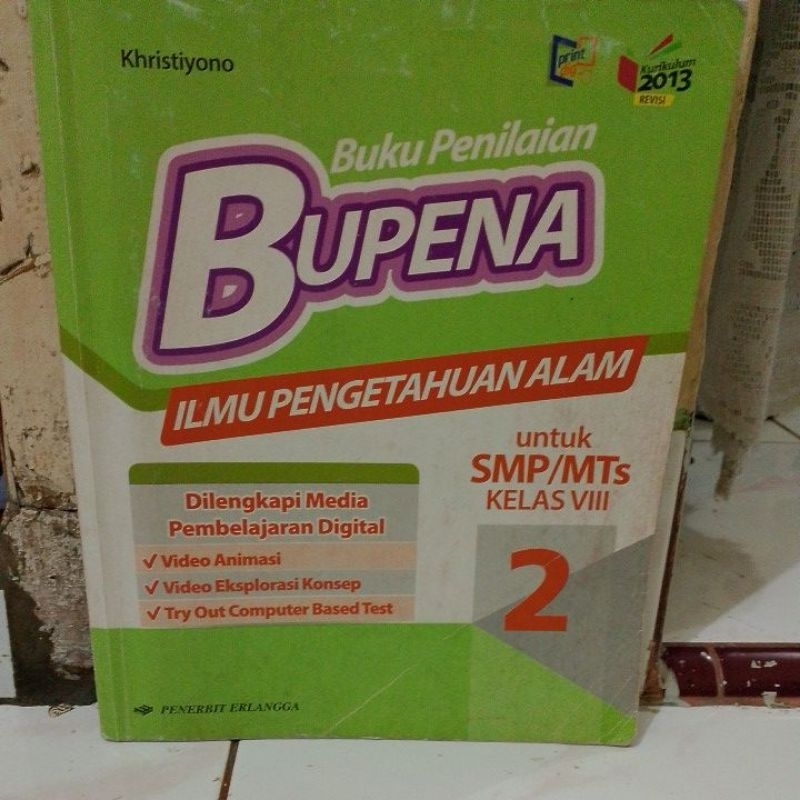 Khristiyono
print
Kurikulum
2013
REVISI
Buku Penilaian
BUPENA
ILMU PENGETAHUAN ALAM
untuk
SMP/MTs
KELAS VIII
2
Dilengkapi Media
Pembelajaran Digital
√ Video Animasi
√ Video Eksplorasi Konsep
√ Try Out Computer Based Test
PENERBIT ERLANGGA